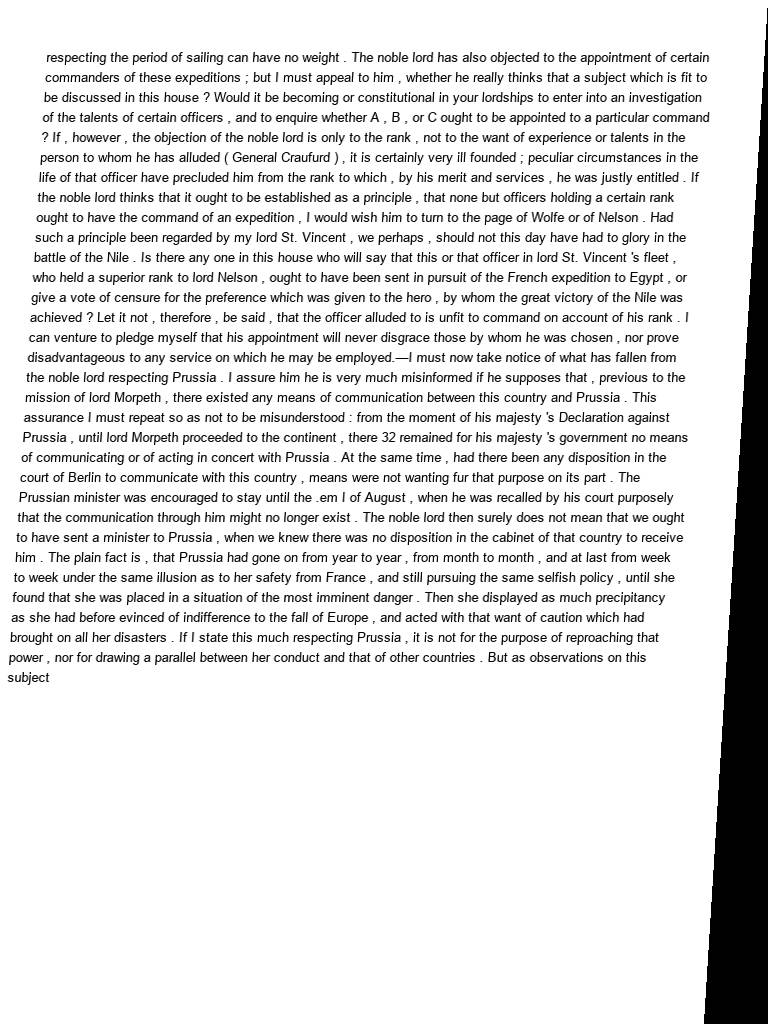 respecting the period of sailing can have no weight . The noble lord has also objected to the appointment of certain
commanders of these expeditions ; but I must appeal to him , whether he really thinks that a subject which is fit to
be discussed in this house ? Would it be becoming or constitutional in your lordships to enter into an investigation
of the talents of certain officers , and to enquire whether A , B , or C ought to be appointed to a particular command
? If , however , the objection of the noble lord is only to the rank , not to the want of experience or talents in the
person to whom he has alluded ( General Craufurd ) , it is certainly very ill founded ; peculiar circumstances in the
life of that officer have precluded him from the rank to which , by his merit and services , he was justly entitled . If
the noble lord thinks that it ought to be established as a principle , that none but officers holding a certain rank
ought to have the command of an expedition , I would wish him to turn to the page of Wolfe or of Nelson . Had
such a principle been regarded by my lord St. Vincent , we perhaps , should not this day have had to glory in the
battle of the Nile . Is there any one in this house who will say that this or that officer in lord St. Vincent 's fleet ,
who held a superior rank to lord Nelson , ought to have been sent in pursuit of the French expedition to Egypt , or
give a vote of censure for the preference which was given to the hero , by whom the great victory of the Nile was
achieved ? Let it not , therefore , be said , that the officer alluded to is unfit to command on account of his rank . I
can venture to pledge myself that his appointment will never disgrace those by whom he was chosen , nor prove
disadvantageous to any service on which he may be employed.—I must now take notice of what has fallen from
the noble lord respecting Prussia . I assure him he is very much misinformed if he supposes that , previous to the
mission of lord Morpeth , there existed any means of communication between this country and Prussia . This
assurance I must repeat so as not to be misunderstood : from the moment of his majesty 's Declaration against
Prussia , until lord Morpeth proceeded to the continent , there 32 remained for his majesty 's government no means
of communicating or of acting in concert with Prussia . At the same time , had there been any disposition in the
court of Berlin to communicate with this country , means were not wanting fur that purpose on its part . The
Prussian minister was encouraged to stay until the .em I of August , when he was recalled by his court purposely
that the communication through him might no longer exist . The noble lord then surely does not mean that we ought
to have sent a minister to Prussia , when we knew there was no disposition in the cabinet of that country to receive
him . The plain fact is , that Prussia had gone on from year to year , from month to month , and at last from week
to week under the same illusion as to her safety from France , and still pursuing the same selfish policy , until she
found that she was placed in a situation of the most imminent danger . Then she displayed as much precipitancy
as she had before evinced of indifference to the fall of Europe , and acted with that want of caution which had
brought on all her disasters . If I state this much respecting Prussia , it is not for the purpose of reproaching that
power , nor for drawing a parallel between her conduct and that of other countries . But as observations on this
subject